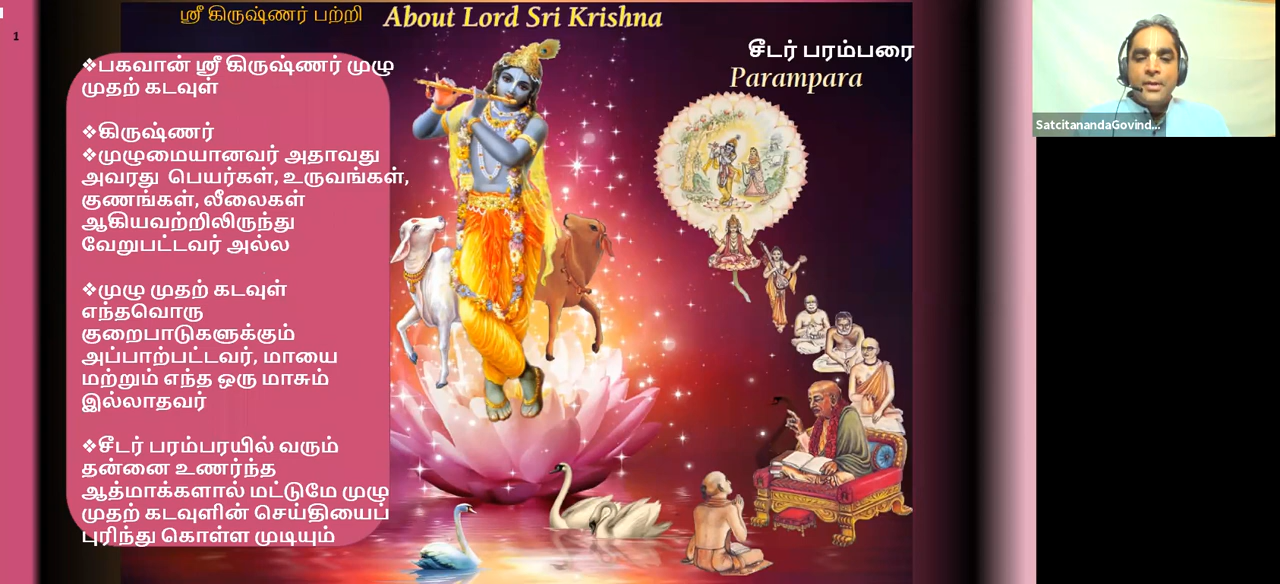 ஸ்ரீ கிருஷ்ணர் பற்றி About Lord Sri Krishna
1
சீடர் பரம்பரை
Parampara
❖பகவான் ஸ்ரீ கிருஷ்ணர் முழு
முதற் கடவுள்
❖கிருஷ்ணர்
❖முழுமையானவர் அதாவது
அவரது பெயர்கள், உருவங்கள்,
குணங்கள், லீலைகள்
ஆகியவற்றிலிருந்து
வேறுபட்டவர் அல்ல
❖முழு முதற் கடவுள்
எந்தவொரு
குறைபாடுகளுக்கும்
அப்பாற்பட்டவர், மாயை
மற்றும் எந்த ஒரு மாசும்
இல்லாதவர்
❖சீடர் பரம்பரயில் வரும்
தன்னை உணர்ந்த
ஆத்மாக்களால் மட்டுமே முழு
முதற் கடவுளின் செய்தியைப்
புரிந்து கொள்ள முடியும்
SatcitanandaGovind...